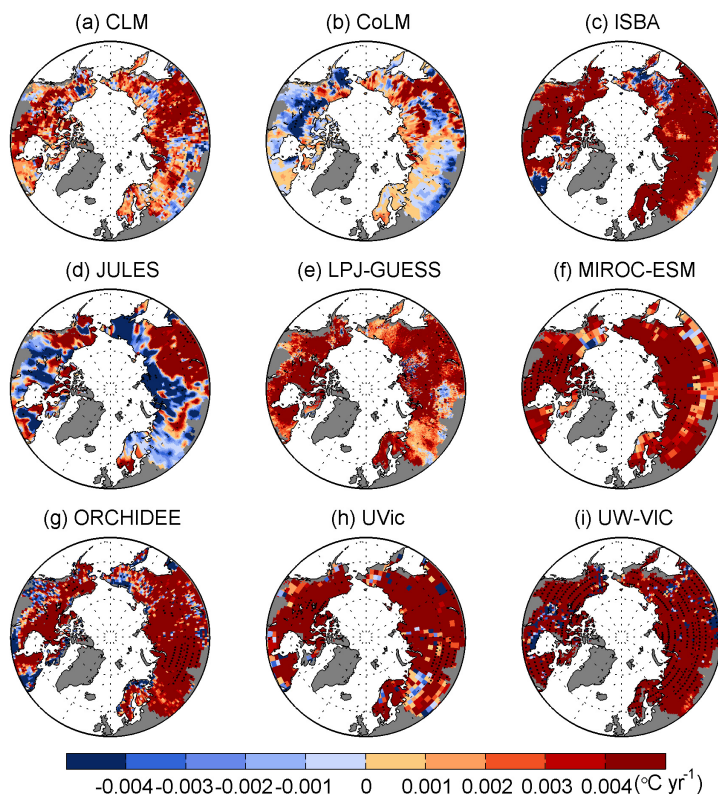 (a) CLM (b) CoLM (c) ISBA
(d) JULES (e) LPJ-GUESS (f) MIROC-ESM
(g) ORCHIDEE (h) UVic (i) UW-VIC
-0.004 -0.003 -0.002 -0.001 0 0.001 0.002 0.003 0.004 (°C yr⁻¹)